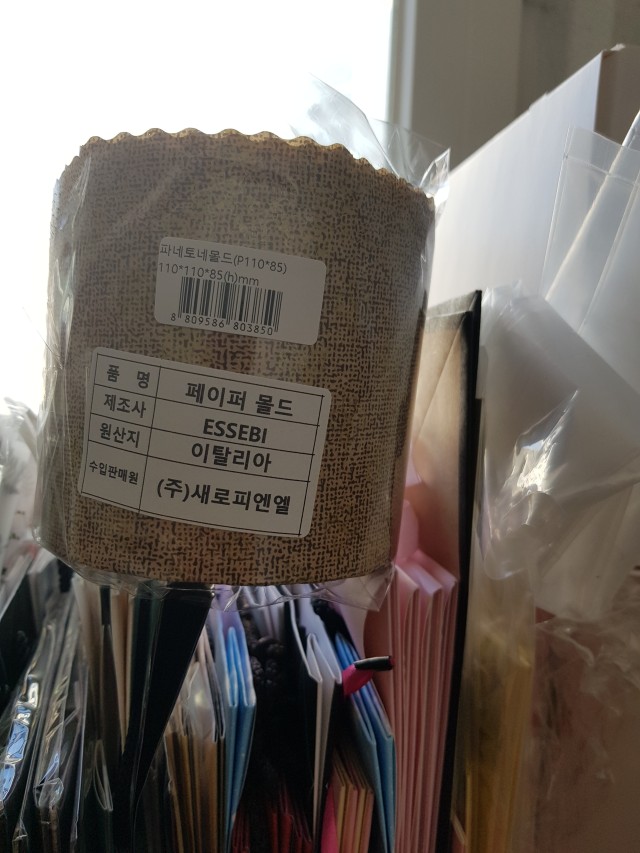 파네토네몰드(P110*85)
110*110*85(h)mm
8 809586 803850
품 명 페이퍼 몰드
제조사 ESSEBI
원산지 이탈리아
수입판매원 (주)새로피엔엘